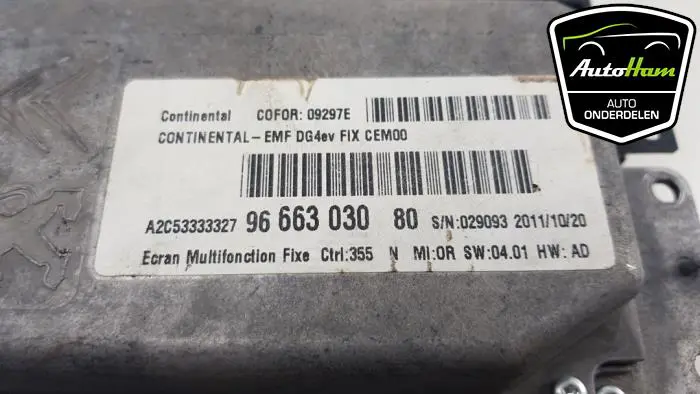 AutoHam
AUTO
ONDERDELEN
Continental COFOR: 09297E
CONTINENTAL-EMF DG4ev FIX CEM00
A2C53333327 96 663 030 80 S/N:029093 2011/10/20
Ecran Multifonction Fixe Ctrl:355 N MI:OR SW:04.01 HW: AD